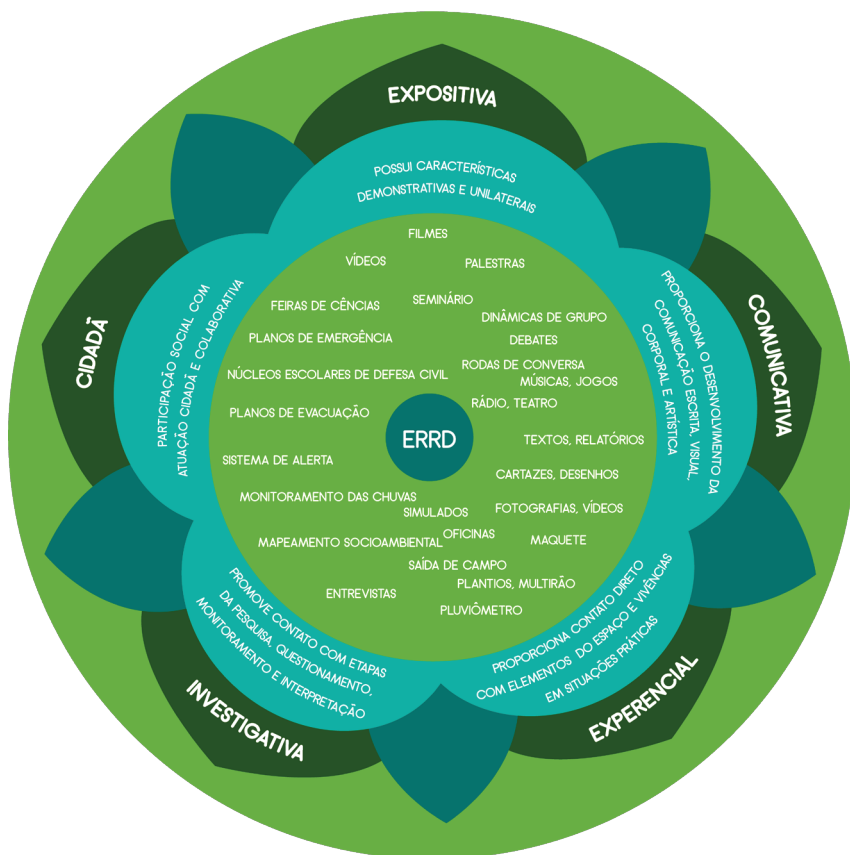 EXPOSITIVA
POSSUI CARACTERÍSTICAS
DEMONSTRATIVAS E UNILATERAIS
COMUNICATIVA
PROPORCIONA O DESENVOLVIMENTO DA
COMUNICAÇÃO ESCRITA, VISUAL,
CORPORAL E ARTÍSTICA
EXPERENCIAL
PROPORCIONA CONTATO DIRETO
COM ELEMENTOS DO ESPAÇO E VIVÊNCIAS
EM SITUAÇÕES PRÁTICAS
INVESTIGATIVA
PROMOVE CONTATO COM ETAPAS
DA PESQUISA, QUESTIONAMENTO,
MONITORAMENTO E INTERPRETAÇÃO
CIDADÃ
PARTICIPAÇÃO SOCIAL COM
ATUAÇÃO CIDADÃ E COLABORATIVA
FILMES
VÍDEOS
PALESTRAS
SEMINÁRIO
FEIRAS DE CÊNCIAS
DINÂMICAS DE GRUPO
PLANOS DE EMERGÊNCIA
DEBATES
RODAS DE CONVERSA
NÚCLEOS ESCOLARES DE DEFESA CIVIL
MÚSICAS, JOGOS
RÁDIO, TEATRO
PLANOS DE EVACUAÇÃO
ERRD
TEXTOS, RELATÓRIOS
SISTEMA DE ALERTA
CARTAZES, DESENHOS
MONITORAMENTO DAS CHUVAS
SIMULADOS
FOTOGRAFIAS, VÍDEOS
OFICINAS
MAPEAMENTO SOCIOAMBIENTAL
MAQUETE
SAÍDA DE CAMPO
PLANTIOS, MULTIRÃO
ENTREVISTAS
PLUVIÔMETRO